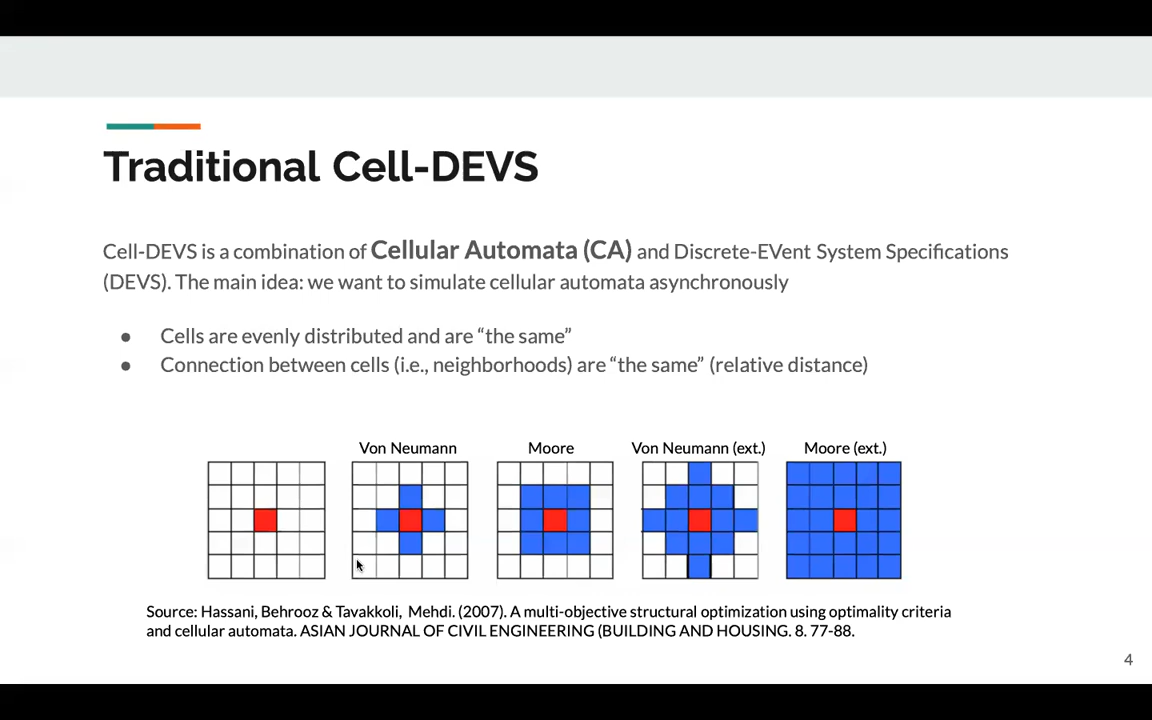 Traditional Cell-DEVS
Cell-DEVS is a combination of Cellular Automata (CA) and Discrete-EVent System Specifications
(DEVS). The main idea: we want to simulate cellular automata asynchronously
● Cells are evenly distributed and are “the same”
● Connection between cells (i.e., neighborhoods) are “the same” (relative distance)
Von Neumann Moore Von Neumann (ext.) Moore (ext.)
Source: Hassani, Behrooz & Tavakkoli, Mehdi. (2007). A multi-objective structural optimization using optimality criteria
and cellular automata. ASIAN JOURNAL OF CIVIL ENGINEERING (BUILDING AND HOUSING. 8. 77-88.
4